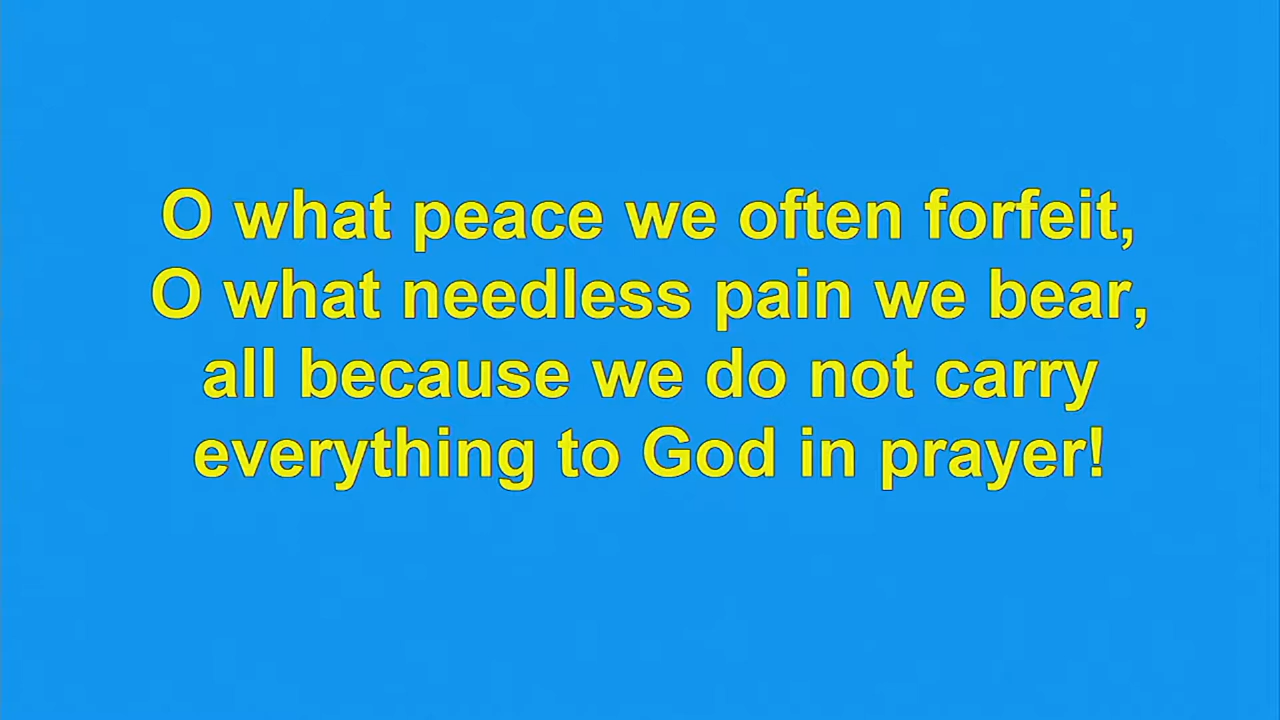 O what peace we often forfeit,
O what needless pain we bear,
all because we do not carry
everything to God in prayer!